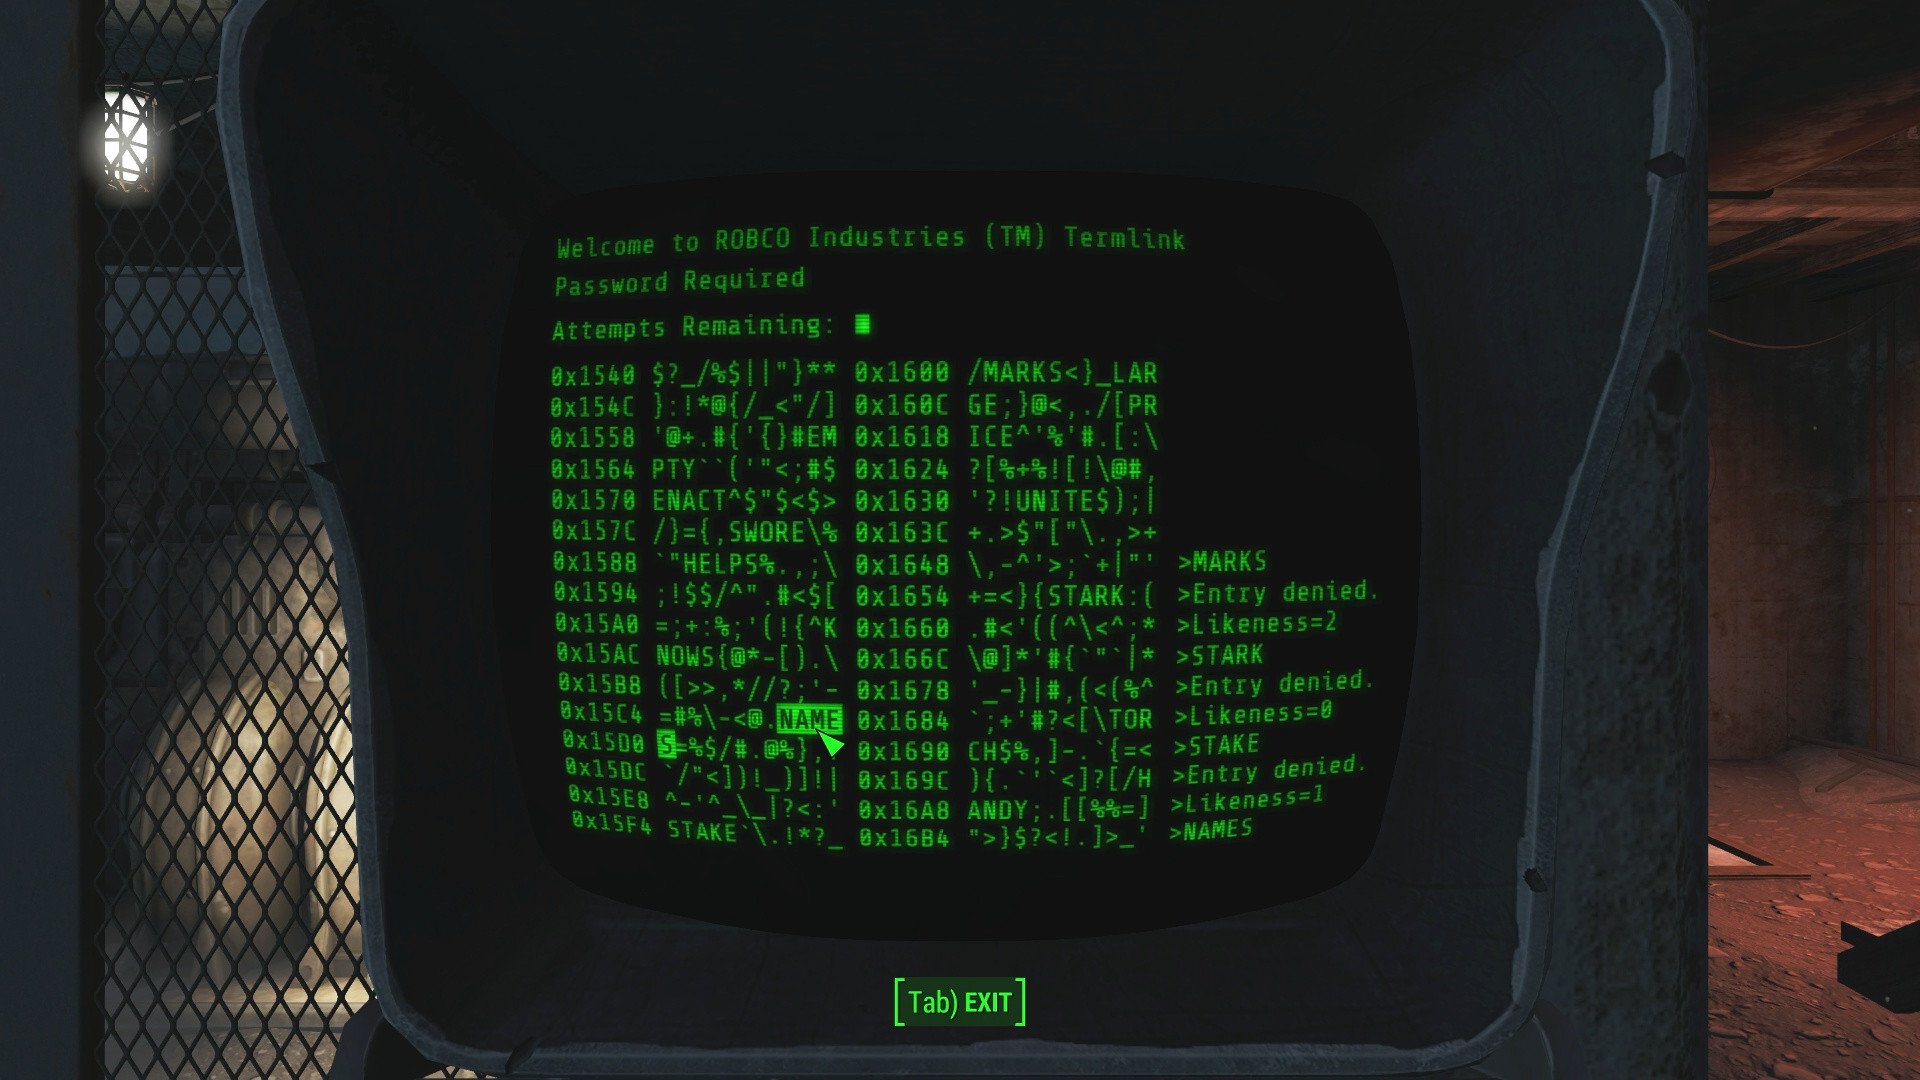 Welcome to ROBCO Industries (TM) Termlink
Password Required
Attempts Remaining:
0x1540 $?_/%$||"}** 0x1600 /MARKS<}_LAR
0x154C }:!*@{/_<"/] 0x160C GE;}@<,./[PR
0x1558 '@+.#{'{}#EM 0x1618 ICE^'%'#.[:\
0x1564 PTY``('"<;#$ 0x1624 ?[%+%![!\@#,
0x1570 ENACT^$"$<$> 0x1630 '?!UNITE$);|
0x157C /}={,SWORE\% 0x163C +.>$"["\.,>+
0x1588 `"HELPS%.,;\ 0x1648 \,-^'>;`+|"' >MARKS
0x1594 ;!$$/^".#<$[ 0x1654 +=<}{STARK:( >Entry denied.
0x15A0 =;+:%;'(!{^K 0x1660 .#<'((^\<^;* >Likeness=2
0x15AC NOWS{@*-[).\ 0x166C \@]*'#{`"`|* >STARK
0x15B8 ([>>,*//?;'- 0x1678 '_-}|#,(<(%^ >Entry denied.
0x15C4 =#%\-<@.NAME 0x1684 `;+'#?<[\TOR >Likeness=0
0x15D0 S=%$/#.@%}, 0x1690 CH$%,]-.`{=< >STAKE
0x15DC `/"<])!_)]!| 0x169C ){.`'`<]?[/H >Entry denied.
0x15E8 ^-'^_\_|?<:' 0x16A8 ANDY;.[[%%=] >Likeness=1
0x15F4 STAKE`\.!*?_ 0x16B4 ">}$?<!.]>_' >NAMES
Tab) EXIT